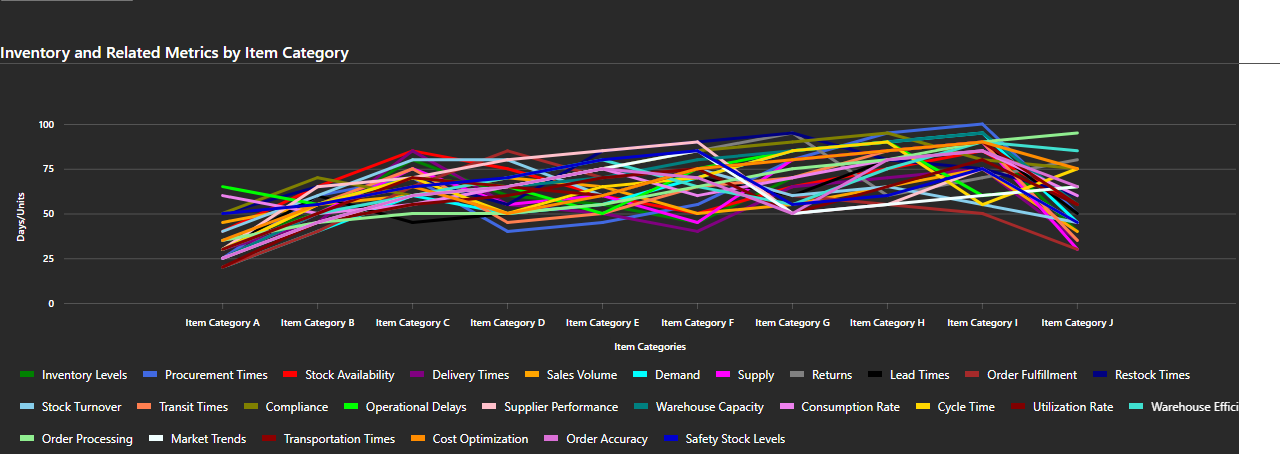 Inventory and Related Metrics by Item Category
100
75
50
25
0
Days/Units
Item Category A Item Category B Item Category C Item Category D Item Category E Item Category F Item Category G Item Category H Item Category I Item Category J
Item Categories
Inventory Levels Procurement Times Stock Availability Delivery Times Sales Volume Demand Supply Returns Lead Times Order Fulfillment Restock Times
Stock Turnover Transit Times Compliance Operational Delays Supplier Performance Warehouse Capacity Consumption Rate Cycle Time Utilization Rate Warehouse Effici
Order Processing Market Trends Transportation Times Cost Optimization Order Accuracy Safety Stock Levels